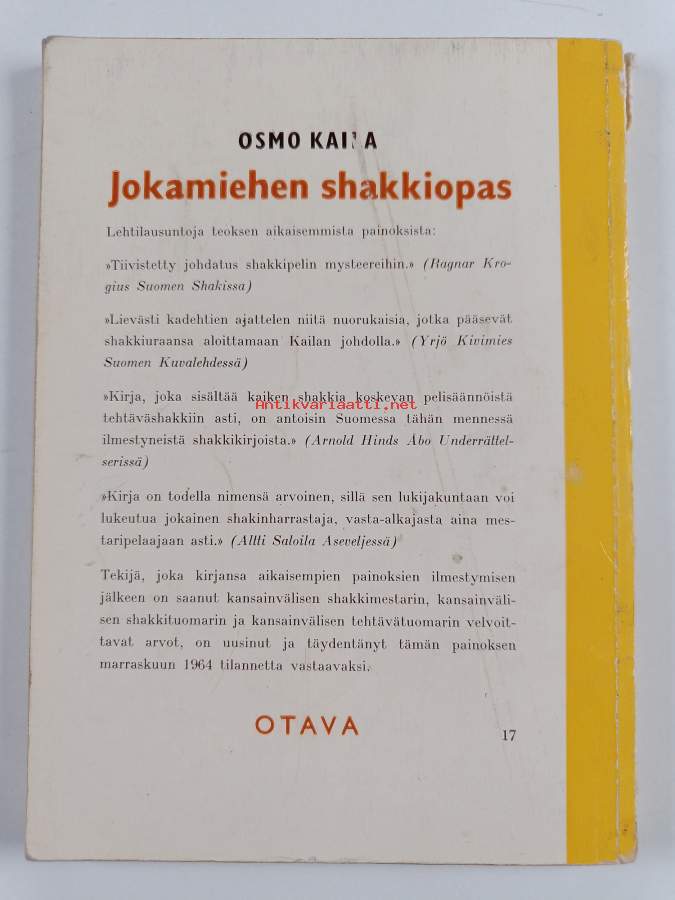 OSMO KAILA
Jokamiehen shakkiopas
Lehtilausuntoja teoksen aikaisemmista painoksista:
»Tiivistetty johdatus shakkipelin mysteereihin.» (Ragnar Kro-
gius Suomen Shakissa)
»Lievästi kadehtien ajattelen niitä nuorukaisia, jotka pääsevät
shakkiuraansa aloittamaan Kailan johdolla.» (Yrjö Kivimies
Suomen Kuvalehdessä)
»Kirja, joka sisältää kaiken shakkia koskevan pelisäännöistä
Antikvariaatti.net
tehtäväshakkiin asti, on antoisin Suomessa tähän mennessä
ilmestyneistä shakkikirjoista.» (Arnold Hinds Åbo Underrättel-
serissä)
»Kirja on todella nimensä arvoinen, sillä sen lukijakuntaan voi
lukeutua jokainen shakinharrastaja, vasta-alkajasta aina mes-
taripelaajaan asti.» (Altti Saloila Aseveljessä)
Tekijä, joka kirjansa aikaisempien painoksien ilmestymisen
jälkeen on saanut kansainvälisen shakkimestarin, kansainväli-
sen shakkituomarin ja kansainvälisen tehtävätuomarin velvoit-
tavat arvot, on uusinut ja täydentänyt tämän painoksen
marraskuun 1964 tilannetta vastaavaksi.
OTAVA
17